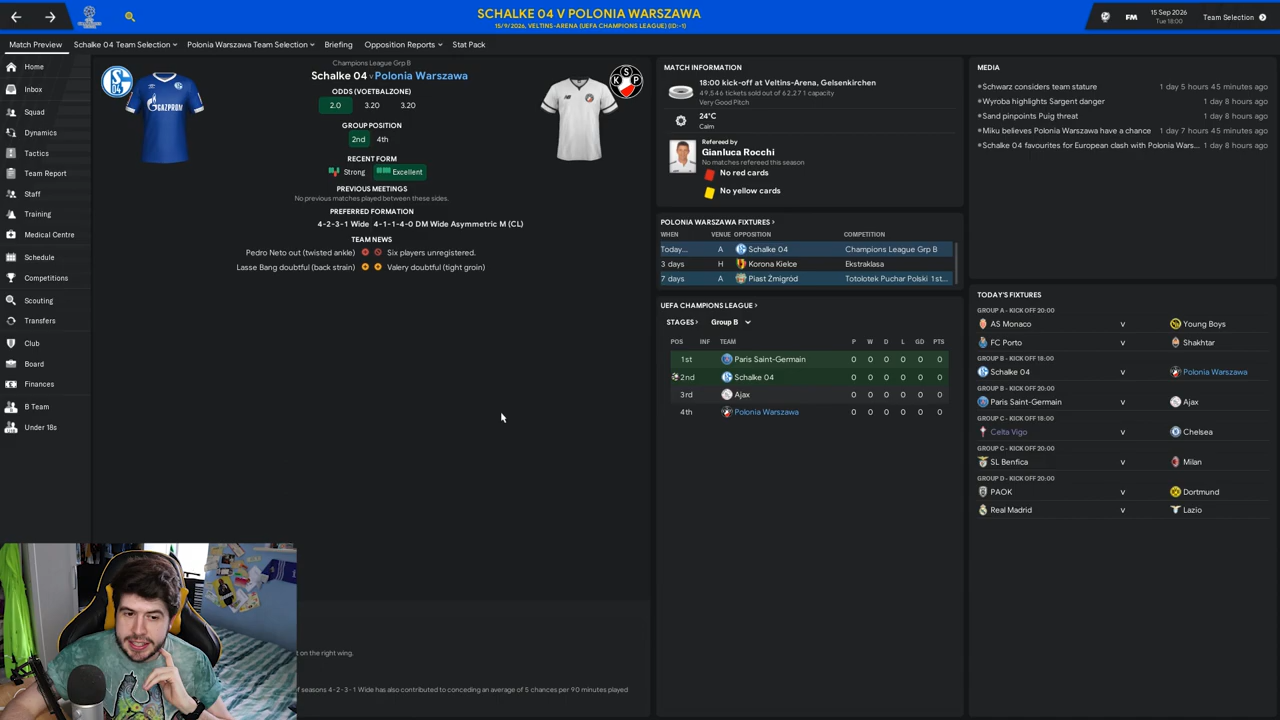 SCHALKE 04 V POLONIA WARSZAWA
15/9/2026, VELTINS-ARENA (UEFA CHAMPIONS LEAGUE) (ID:-1)
FM
15 Sep 2026
Tue 18:00
Team Selection
Match Preview
Schalke 04 Team Selection
Polonia Warszawa Team Selection
Briefing
Opposition Reports
Stat Pack
Home
Inbox
Squad
Dynamics
Tactics
Team Report
Staff
Training
Medical Centre
Schedule
Competitions
Scouting
Transfers
Club
Board
Finances
B Team
Under 18s
Champions League Grp B
Schalke 04 v Polonia Warszawa
ODDS (VOETBALZONE)
2.0 3.20 3.20
GROUP POSITION
2nd 4th
RECENT FORM
Strong Excellent
PREVIOUS MEETINGS
No previous matches played between these sides.
PREFERRED FORMATION
4-2-3-1 Wide 4-1-1-4-0 DM Wide Asymmetric M (CL)
TEAM NEWS
Pedro Neto out (twisted ankle) Six players unregistered.
Lasse Bang doubtful (back strain) Valery doubtful (tight groin)
GAZPROM
SKP
t on the right wing.
of seasons 4-2-3-1 Wide has also contributed to conceding an average of 5 chances per 90 minutes played
MATCH INFORMATION
18:00 kick-off at Veltins-Arena, Gelsenkirchen
49,546 tickets sold out of 62,271 capacity
Very Good Pitch
24°C
Calm
Refereed by
Gianluca Rocchi
No matches refereed this season
No red cards
No yellow cards
POLONIA WARSZAWA FIXTURES
WHEN VENUE OPPOSITION COMPETITION
Today... A Schalke 04 Champions League Grp B
3 days H Korona Kielce Ekstraklasa
7 days A Piast Żmigród Totolotek Puchar Polski 1st...
UEFA CHAMPIONS LEAGUE
STAGES Group B
POS INF TEAM P W D L GD PTS
1st Paris Saint-Germain 0 0 0 0 0 0
2nd Schalke 04 0 0 0 0 0 0
3rd Ajax 0 0 0 0 0 0
4th Polonia Warszawa 0 0 0 0 0 0
MEDIA
Schwarz considers team stature 1 day 5 hours 45 minutes ago
Wyroba highlights Sargent danger 1 day 8 hours ago
Sand pinpoints Puig threat 1 day 8 hours ago
Miku believes Polonia Warszawa have a chance 1 day 7 hours 45 minutes ago
Schalke 04 favourites for European clash with Polonia Wars... 1 day 8 hours ago
TODAY'S FIXTURES
GROUP A - KICK OFF 20:00
AS Monaco v Young Boys
FC Porto v Shakhtar
GROUP B - KICK OFF 18:00
Schalke 04 v Polonia Warszawa
GROUP B - KICK OFF 20:00
Paris Saint-Germain v Ajax
GROUP C - KICK OFF 18:00
Celta Vigo v Chelsea
GROUP C - KICK OFF 20:00
SL Benfica v Milan
GROUP D - KICK OFF 20:00
PAOK v Dortmund
Real Madrid v Lazio